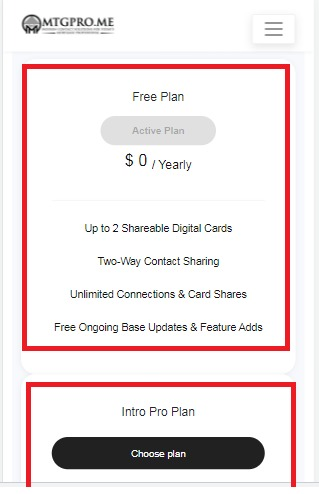 MTGPRO.ME
Free Plan
Active Plan
$ 0 / Yearly
Up to 2 Shareable Digital Cards
Two-Way Contact Sharing
Unlimited Connections & Card Shares
Free Ongoing Base Updates & Feature Adds
Intro Pro Plan
Choose plan